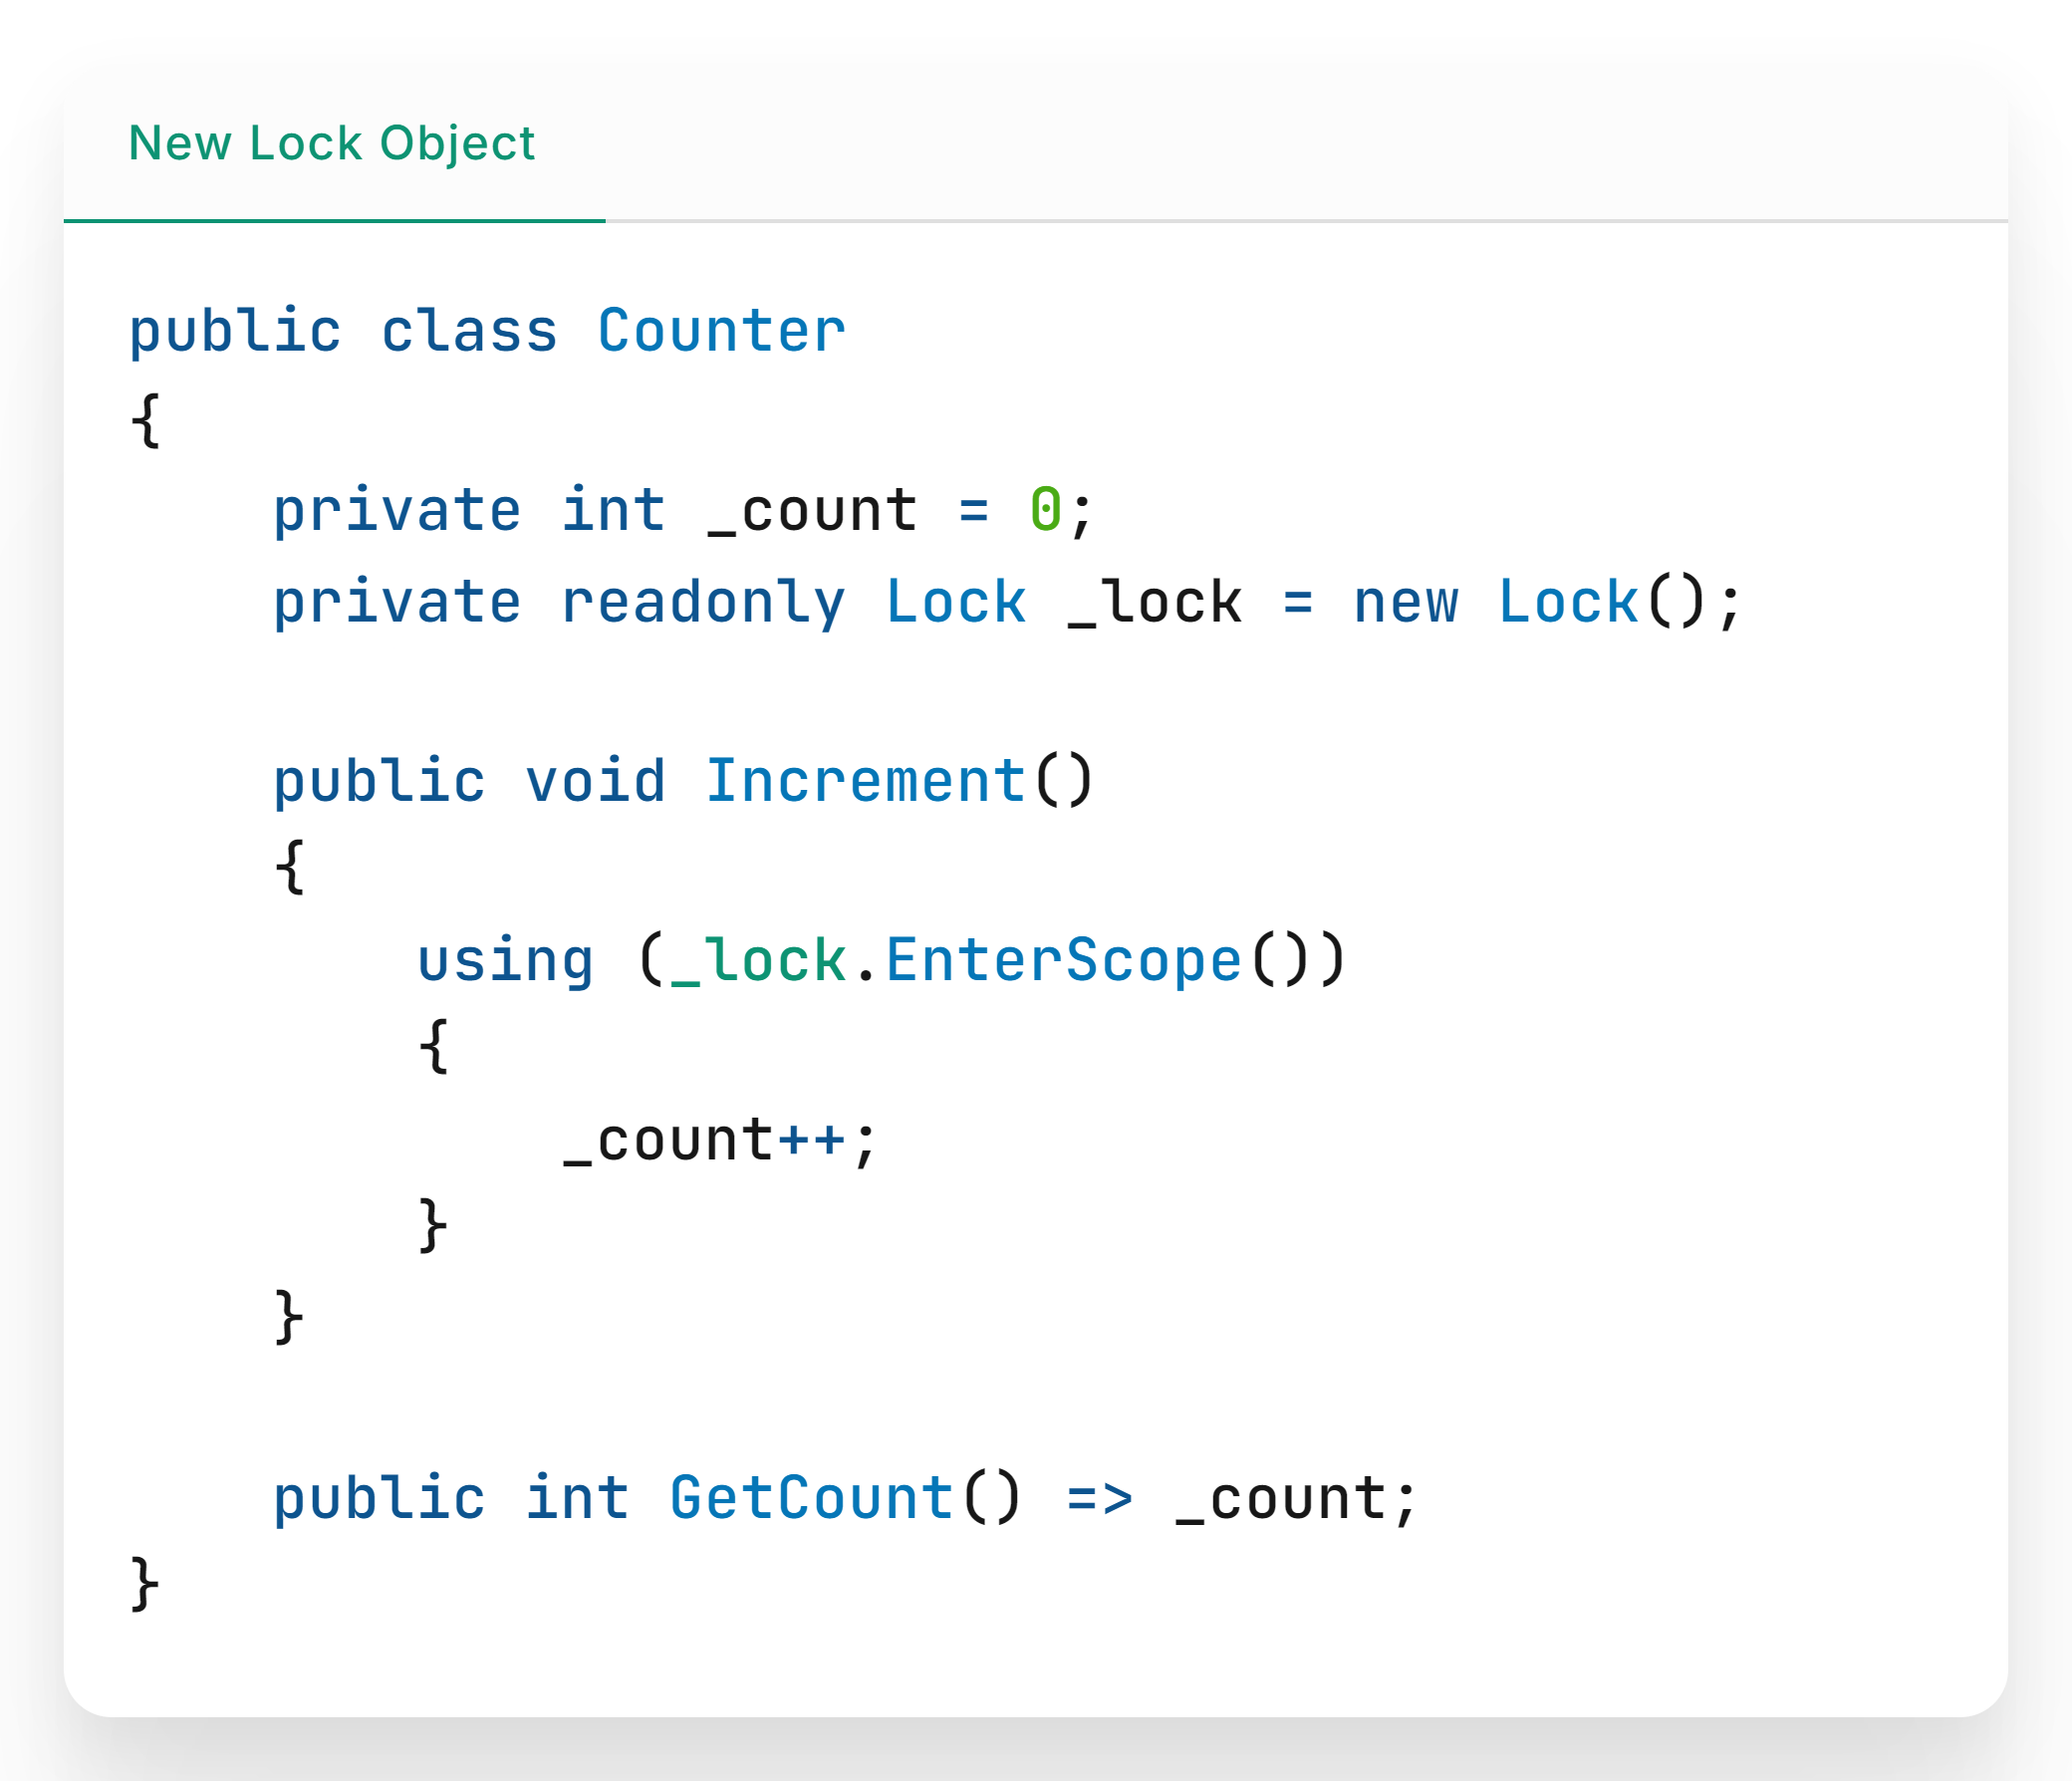 New Lock Object
public class Counter
{
    private int _count = 0;
    private readonly Lock _lock = new Lock();

    public void Increment()
    {
        using (_lock.EnterScope())
        {
            _count++;
        }
    }

    public int GetCount() => _count;
}